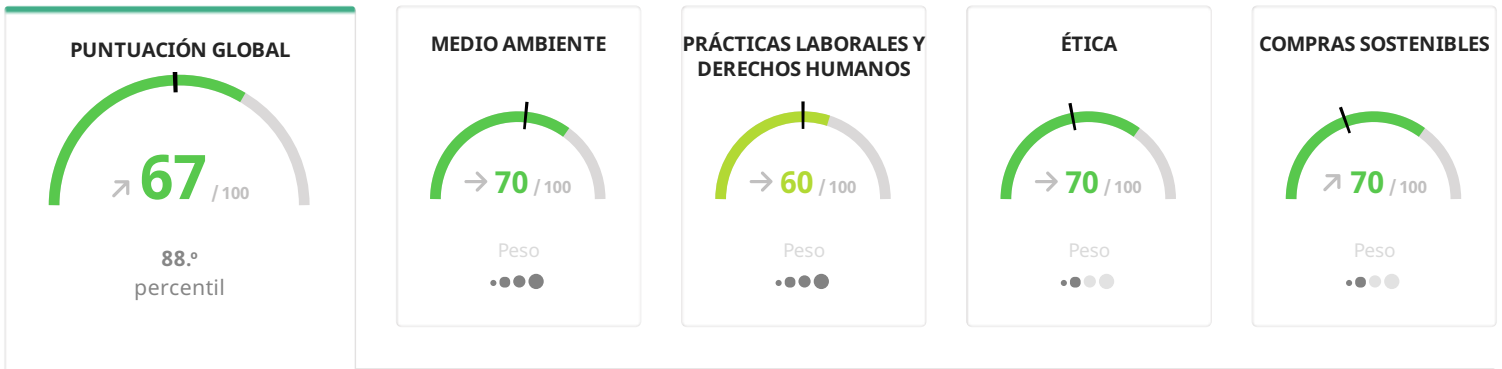 PUNTUACIÓN GLOBAL
67 / 100
88.º
percentil
MEDIO AMBIENTE
70 / 100
Peso
PRÁCTICAS LABORALES Y
DERECHOS HUMANOS
60 / 100
Peso
ÉTICA
70 / 100
Peso
COMPRAS SOSTENIBLES
70 / 100
Peso